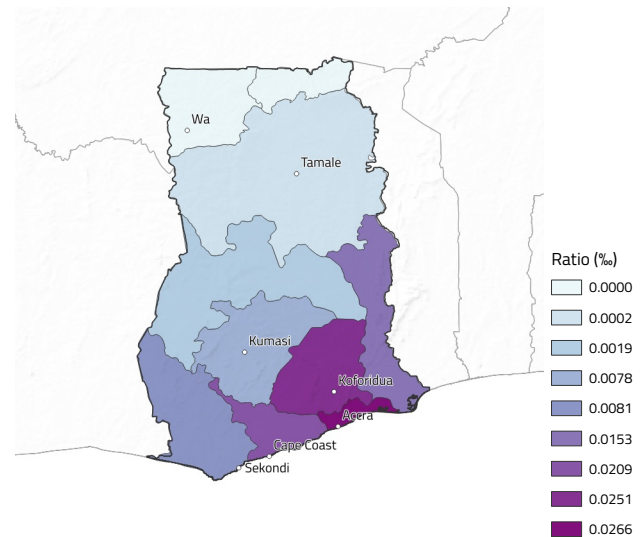 Wa
Tamale
Kumasi
Koforidua
Accra
Cape Coast
Sekondi
Ratio (‰)
0.0000
0.0002
0.0019
0.0078
0.0081
0.0153
0.0209
0.0251
0.0266